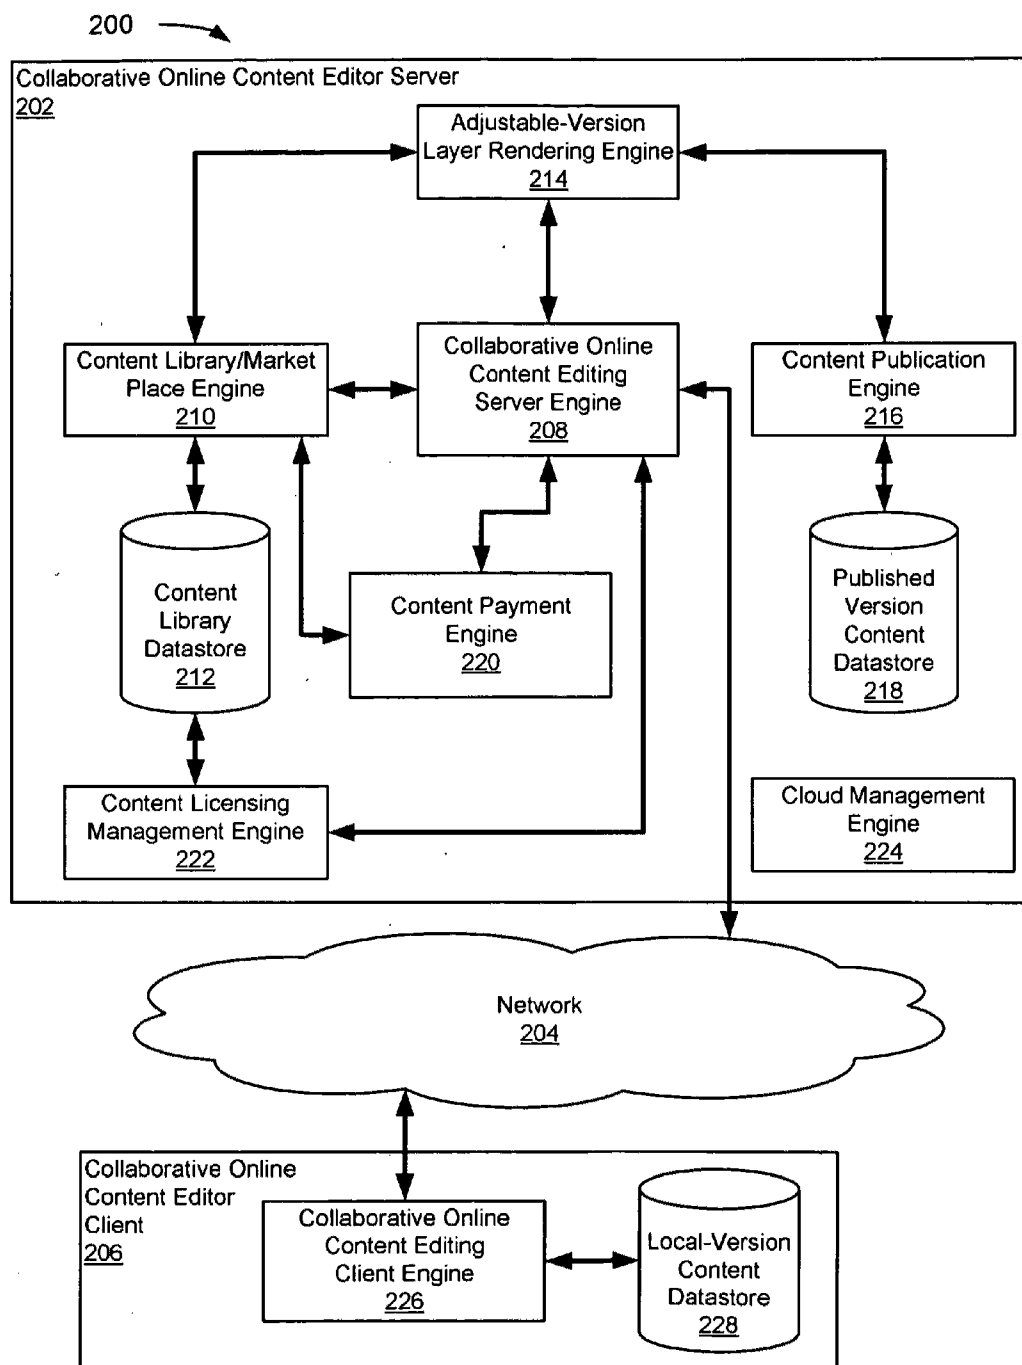 200
Collaborative Online Content Editor Server
202
Adjustable-Version
Layer Rendering Engine
214
Content Library/Market
Place Engine
210
Collaborative Online
Content Editing
Server Engine
208
Content Publication
Engine
216
Content
Library
Datastore
212
Content Payment
Engine
220
Published
Version
Content
Datastore
218
Content Licensing
Management Engine
222
Cloud Management
Engine
224
Network
204
Collaborative Online
Content Editor
Client
206
Collaborative Online
Content Editing
Client Engine
226
Local-Version
Content
Datastore
228